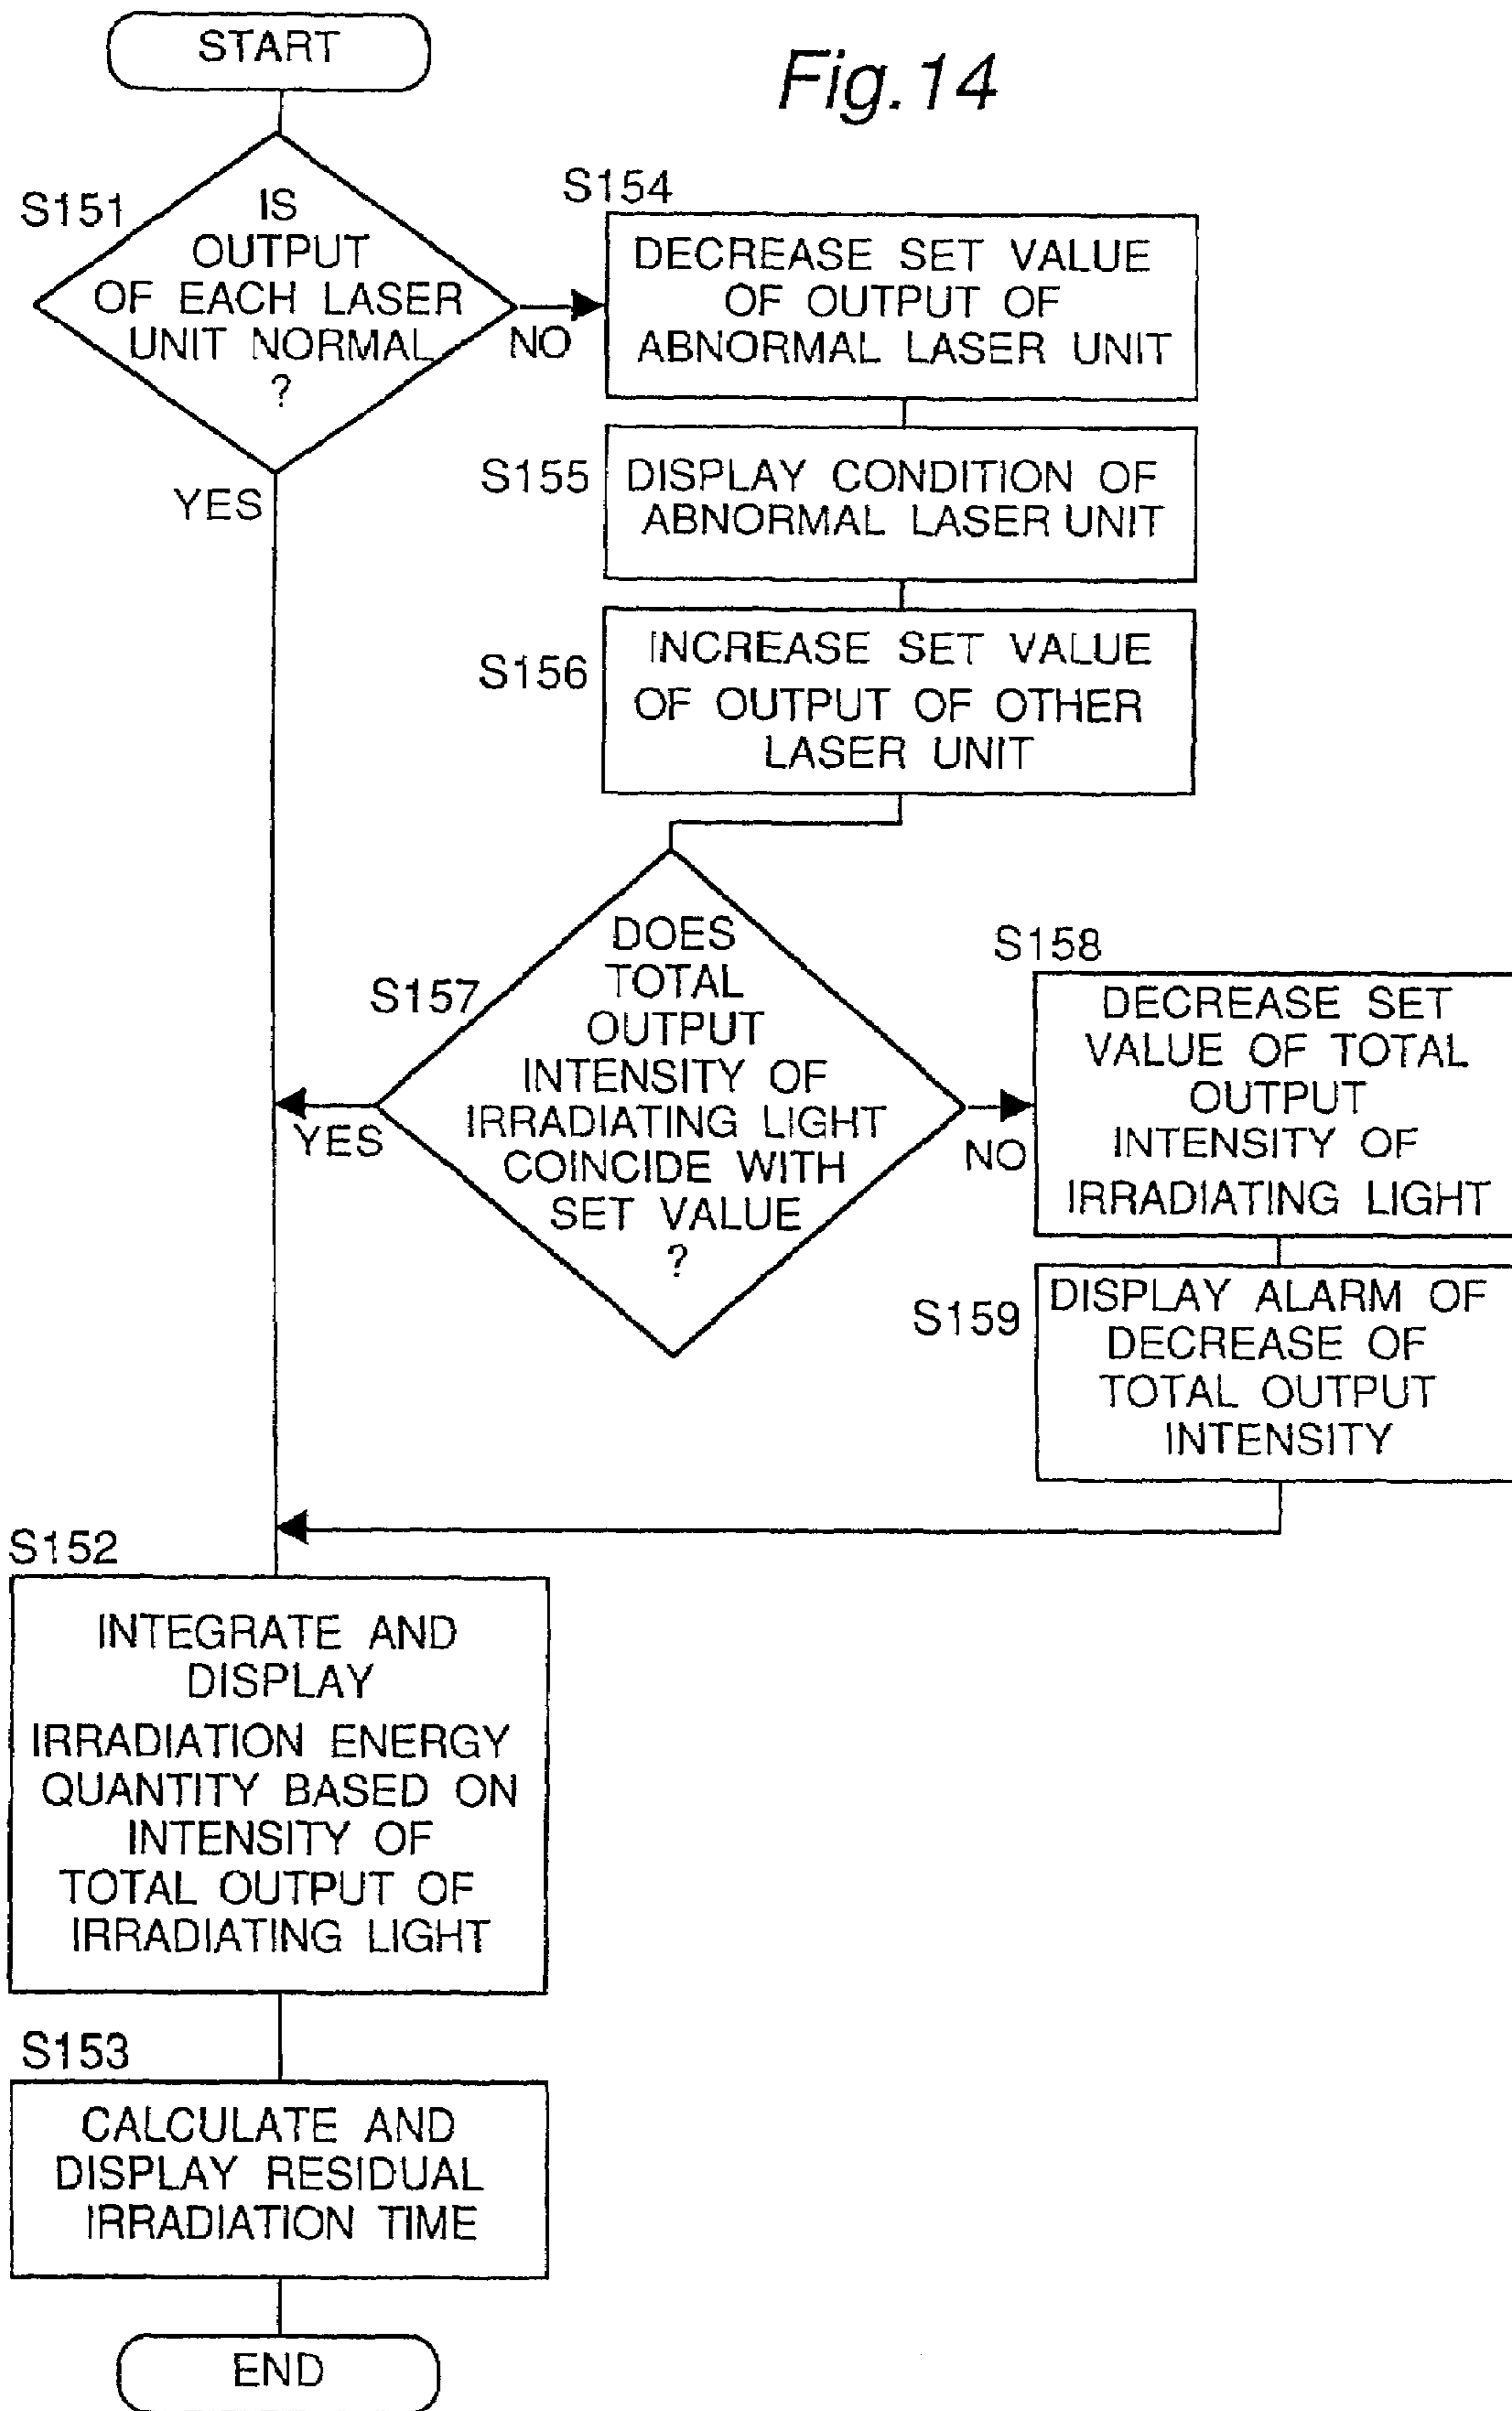 START
Fig.14
S151
IS
OUTPUT
OF EACH LASER
UNIT NORMAL
?
NO
YES
S154
DECREASE SET VALUE
OF OUTPUT OF
ABNORMAL LASER UNIT
S155
DISPLAY CONDITION OF
ABNORMAL LASER UNIT
S156
INCREASE SET VALUE
OF OUTPUT OF OTHER
LASER UNIT
S157
DOES
TOTAL
OUTPUT
INTENSITY OF
IRRADIATING LIGHT
COINCIDE WITH
SET VALUE
?
YES
NO
S158
DECREASE SET
VALUE OF TOTAL
OUTPUT
INTENSITY OF
IRRADIATING LIGHT
S159
DISPLAY ALARM OF
DECREASE OF
TOTAL OUTPUT
INTENSITY
S152
INTEGRATE AND
DISPLAY
IRRADIATION ENERGY
QUANTITY BASED ON
INTENSITY OF
TOTAL OUTPUT OF
IRRADIATING LIGHT
S153
CALCULATE AND
DISPLAY RESIDUAL
IRRADIATION TIME
END